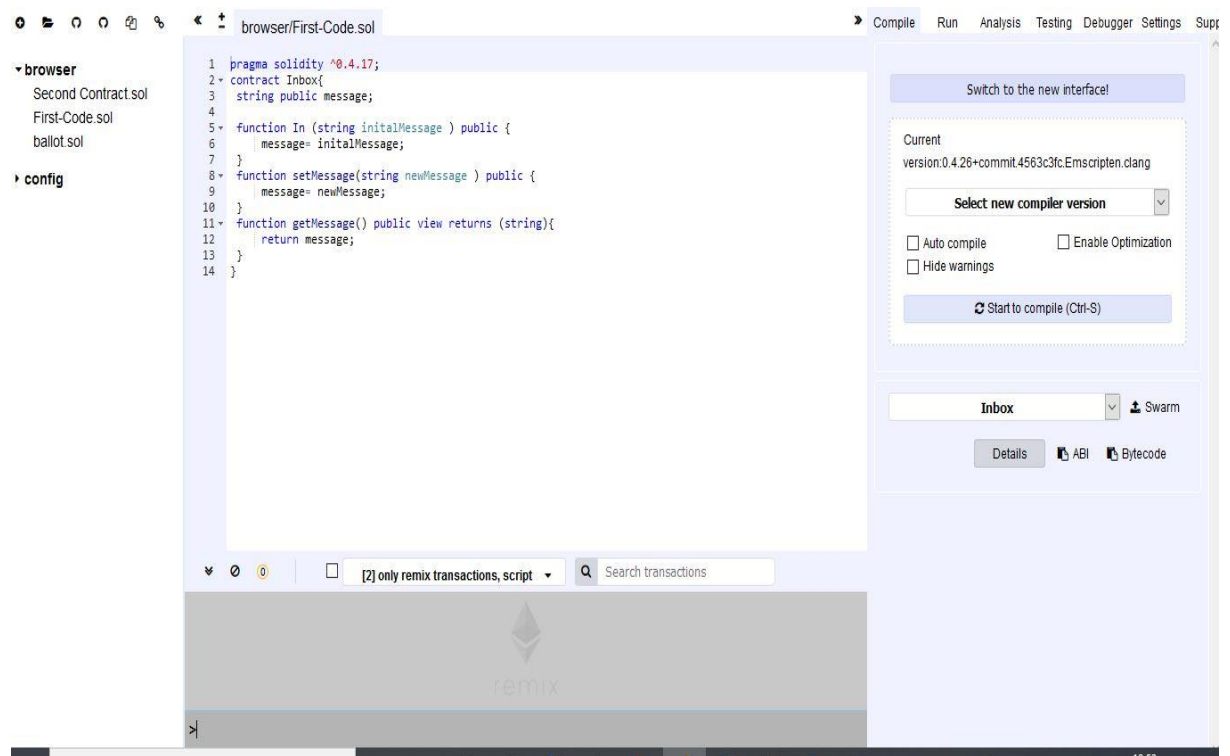 browser
Second Contract.sol
First-Code.sol
ballot.sol
config
browser/First-Code.sol
1 pragma solidity ^0.4.17;
2 contract Inbox{
3 string public message;
4
5 function In (string initalMessage ) public {
6 message= initalMessage;
7 }
8 function setMessage(string newMessage ) public {
9 message= newMessage;
10 }
11 function getMessage() public view returns (string){
12 return message;
13 }
14 }
0
[2] only remix transactions, script
Search transactions
remix
>
Compile Run Analysis Testing Debugger Settings Supp
Switch to the new interface!
Current
version:0.4.26+commit.4563c3fc.Emscripten.clang
Select new compiler version
Auto compile Enable Optimization
Hide warnings
Start to compile (Ctrl-S)
Inbox Swarm
Details ABI Bytecode